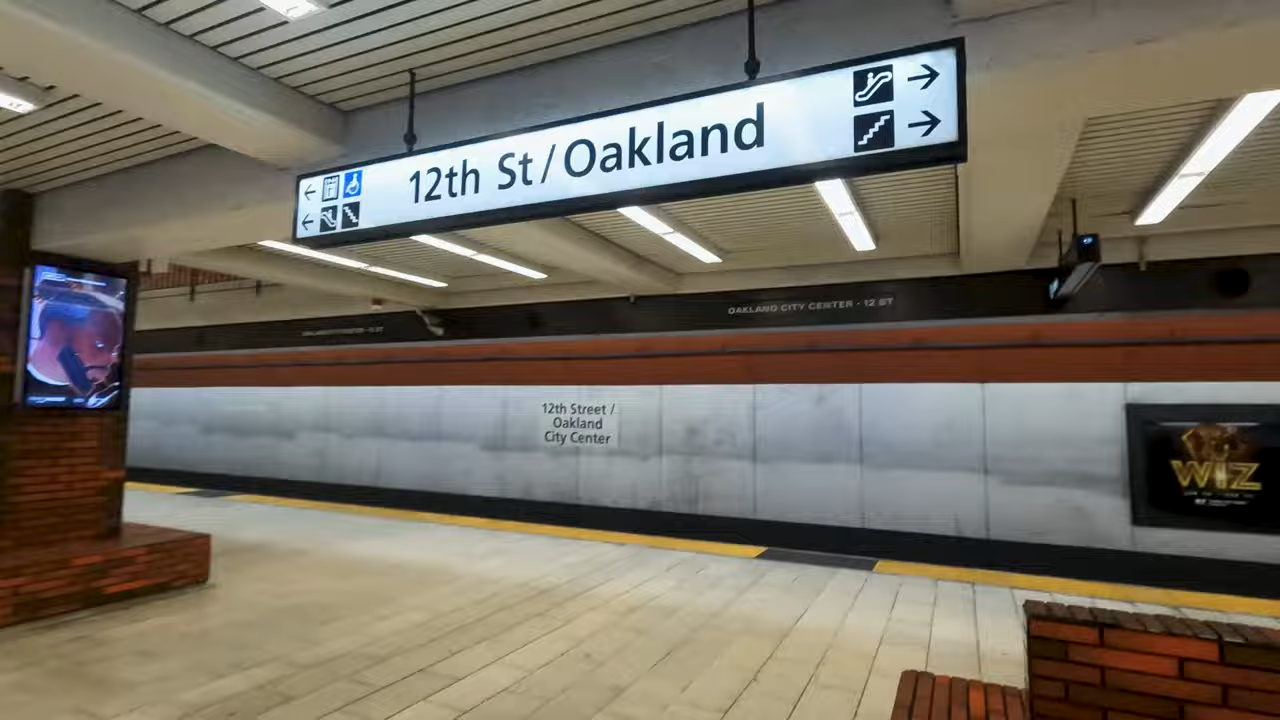 12th St / Oakland
OAKLAND CITY CENTER - 12 ST
12th Street /
Oakland
City Center
WIZ